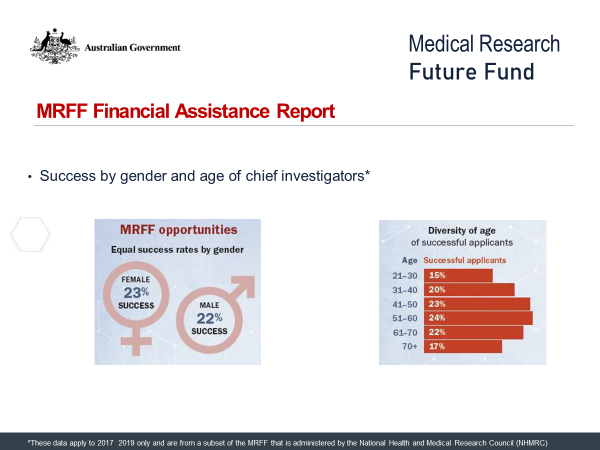 Australian Government
Medical Research
Future Fund
MRFF Financial Assistance Report
• Success by gender and age of chief investigators*
MRFF opportunities
Equal success rates by gender
FEMALE
23%
SUCCESS
MALE
22%
SUCCESS
Diversity of age
of successful applicants
Age Successful applicants
21–30 15%
31–40 20%
41–50 23%
51–60 24%
61–70 22%
70+ 17%
*These data apply to 2017 2019 only and are from a subset of the MRFF that is administered by the National Health and Medical Research Council (NHMRC)